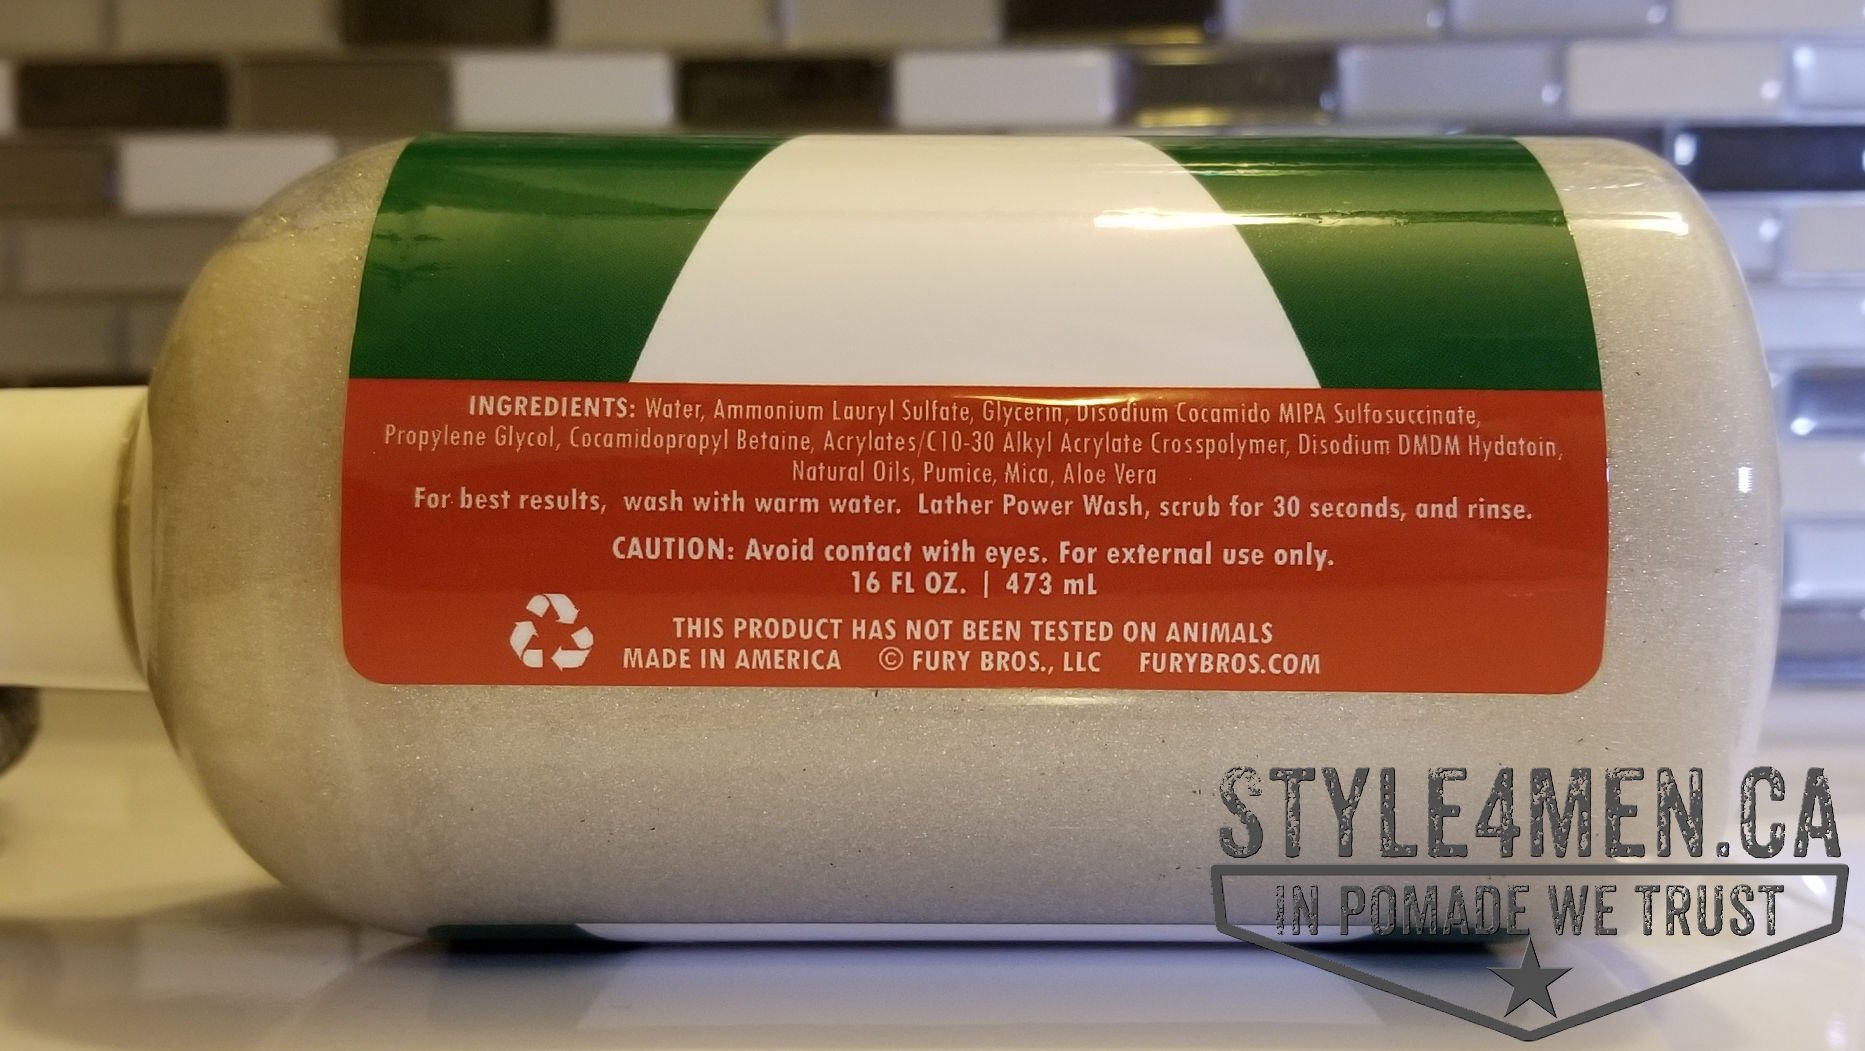 INGREDIENTS: Water, Ammonium Lauryl Sulfate, Glycerin, Disodium Cocamido MIPA Sulfosuccinate,
Propylene Glycol, Cocamidopropyl Betaine, Acrylates/C10-30 Alkyl Acrylate Crosspolymer, Disodium DMDM Hydatoin,
Natural Oils, Pumice, Mica, Aloe Vera
For best results, wash with warm water. Lather Power Wash, scrub for 30 seconds, and rinse.
CAUTION: Avoid contact with eyes. For external use only.
16 FL OZ. | 473 mL
THIS PRODUCT HAS NOT BEEN TESTED ON ANIMALS
MADE IN AMERICA © FURY BROS., LLC FURYBROS.COM
STYLE4MEN.CA
IN POMADE WE TRUST